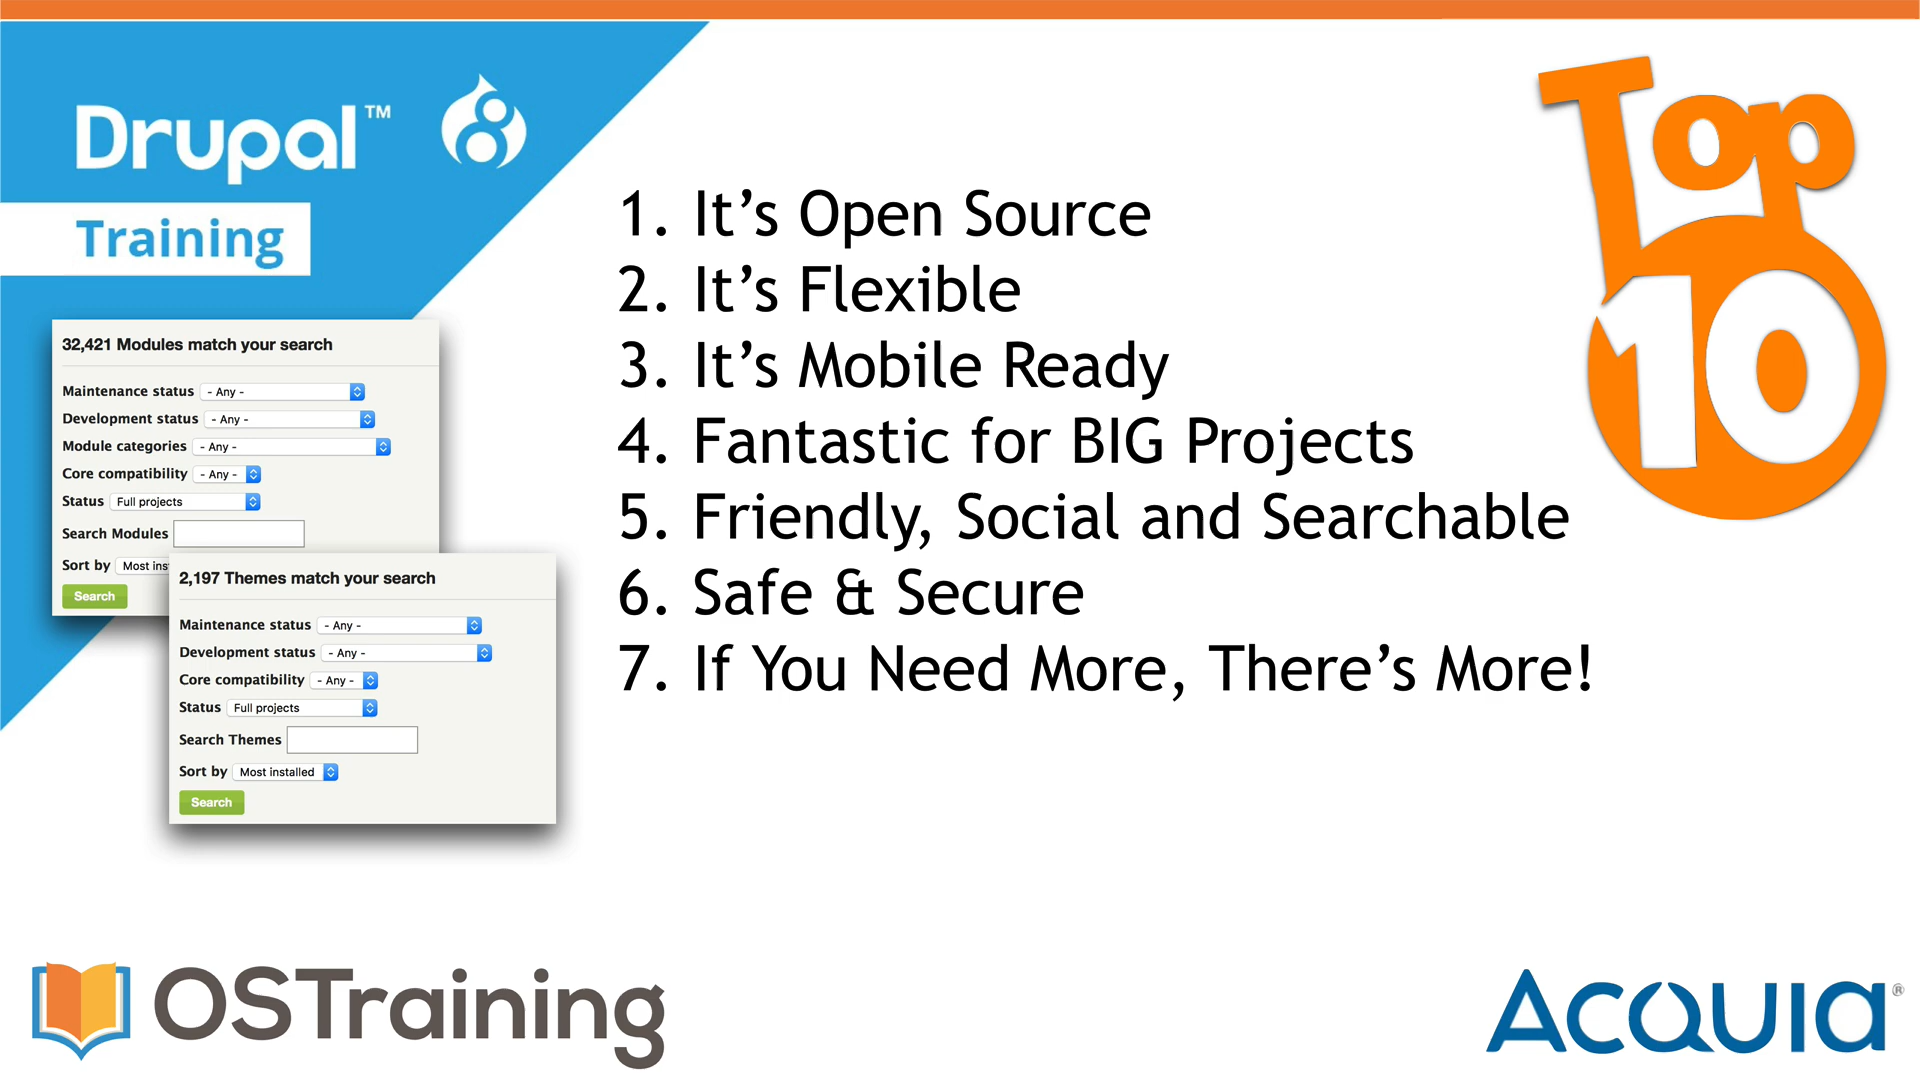 Drupal™
Training
Top
10
1. It’s Open Source
2. It’s Flexible
3. It’s Mobile Ready
4. Fantastic for BIG Projects
5. Friendly, Social and Searchable
6. Safe & Secure
7. If You Need More, There’s More!
32,421 Modules match your search
Maintenance status - Any -
Development status - Any -
Module categories - Any -
Core compatibility - Any -
Status Full projects
Search Modules
Sort by Most ins
Search
2,197 Themes match your search
Maintenance status - Any -
Development status - Any -
Core compatibility - Any -
Status Full projects
Search Themes
Sort by Most installed
Search
OSTraining
ACQUIA®